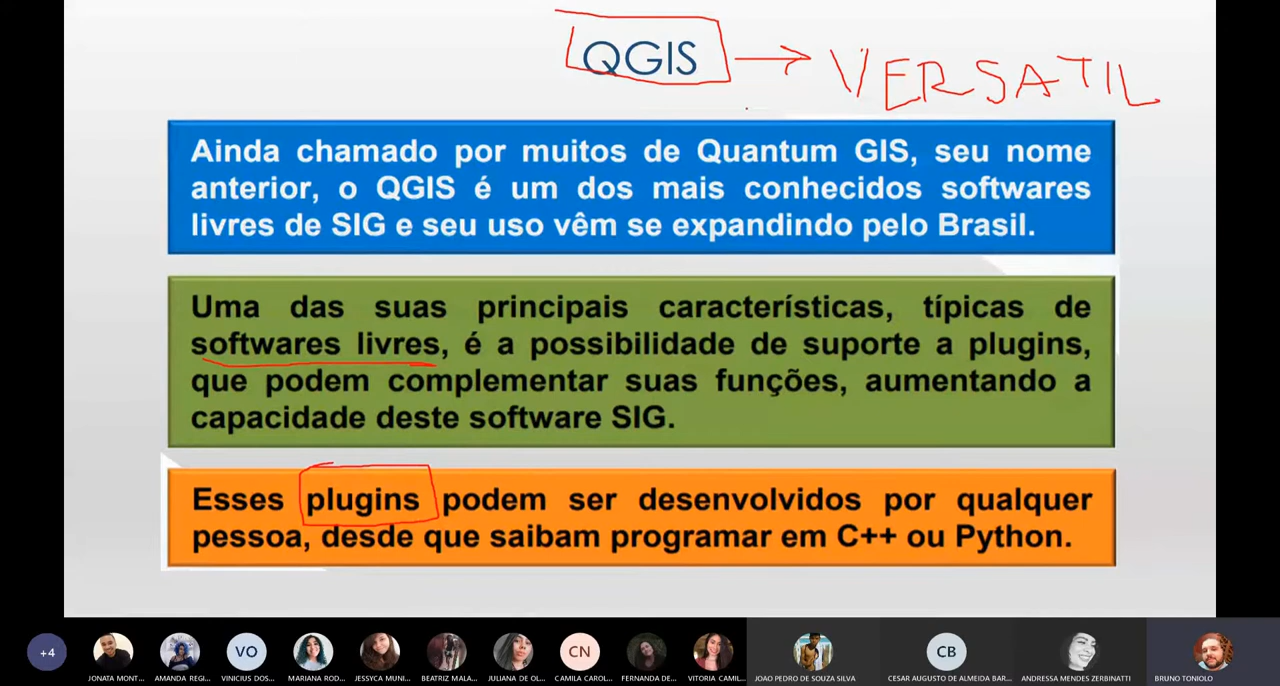 QGIS → VERSATIL
Ainda chamado por muitos de Quantum GIS, seu nome
anterior, o QGIS é um dos mais conhecidos softwares
livres de SIG e seu uso vêm se expandindo pelo Brasil.
Uma das suas principais características, típicas de
softwares livres, é a possibilidade de suporte a plugins,
que podem complementar suas funções, aumentando a
capacidade deste software SIG.
Esses plugins podem ser desenvolvidos por qualquer
pessoa, desde que saibam programar em C++ ou Python.
+4 VO CN CB
JONATA MONT... AMANDA REGI... VINICIUS DOS... MARIANA ROD... JESSYCA MUNI... BEATRIZ MALA... JULIANA DE OL... CAMILA CAROL... FERNANDA DE... VITORIA CAMIL... JOAO PEDRO DE SOUZA SILVA CESAR AUGUSTO DE ALMEIDA BAR... ANDRESSA MENDES ZERBINATTI BRUNO TONIOLO